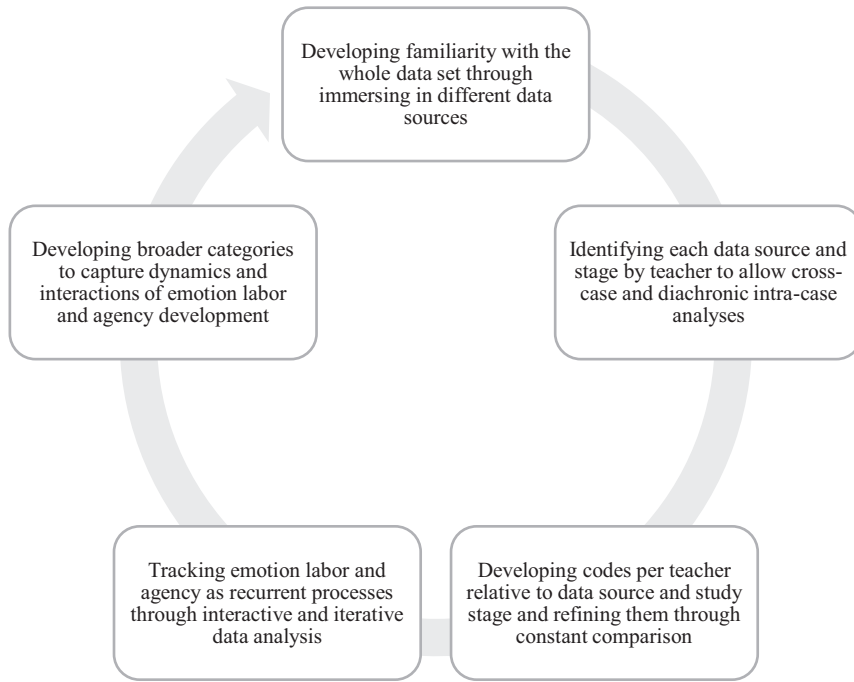 Developing familiarity with the
whole data set through
immersing in different data
sources
Identifying each data source and
stage by teacher to allow cross-
case and diachronic intra-case
analyses
Developing codes per teacher
relative to data source and study
stage and refining them through
constant comparison
Tracking emotion labor and
agency as recurrent processes
through interactive and iterative
data analysis
Developing broader categories
to capture dynamics and
interactions of emotion labor
and agency development